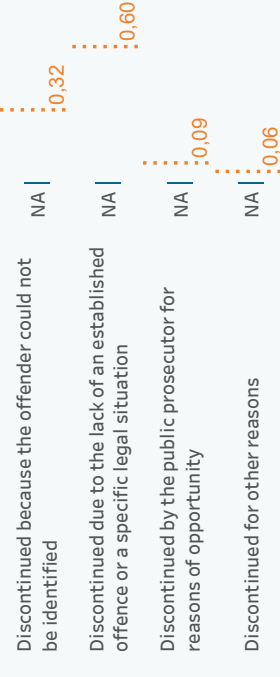 Discontinued because the offender could not
be identified
NA
0,32
Discontinued due to the lack of an established
offence or a specific legal situation
NA
0,60
Discontinued by the public prosecutor for
reasons of opportunity
NA
0,09
Discontinued for other reasons
NA
0,06